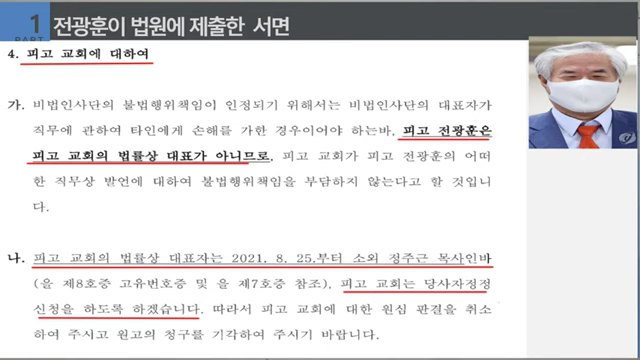 1 전광훈이 법원에 제출한 서면
PART
4. 피고 교회에 대하여
가. 비법인사단의 불법행위책임이 인정되기 위해서는 비법인사단의 대표자가
직무에 관하여 타인에게 손해를 가한 경우이어야 하는바, 피고 전광훈은
피고 교회의 법률상 대표가 아니므로, 피고 교회가 피고 전광훈의 어떠
한 직무상 발언에 대하여 불법행위책임을 부담하지 않는다고 할 것입니
다.
나. 피고 교회의 법률상 대표자는 2021. 8. 25.부터 소외 정주근 목사인바
(을 제8호증 고유번호증 및 을 제7호증 참조), 피고 교회는 당사자정정
신청을 하도록 하겠습니다. 따라서 피고 교회에 대한 원심 판결을 취소
하여 주시고 원고의 청구를 기각하여 주시기 바랍니다.